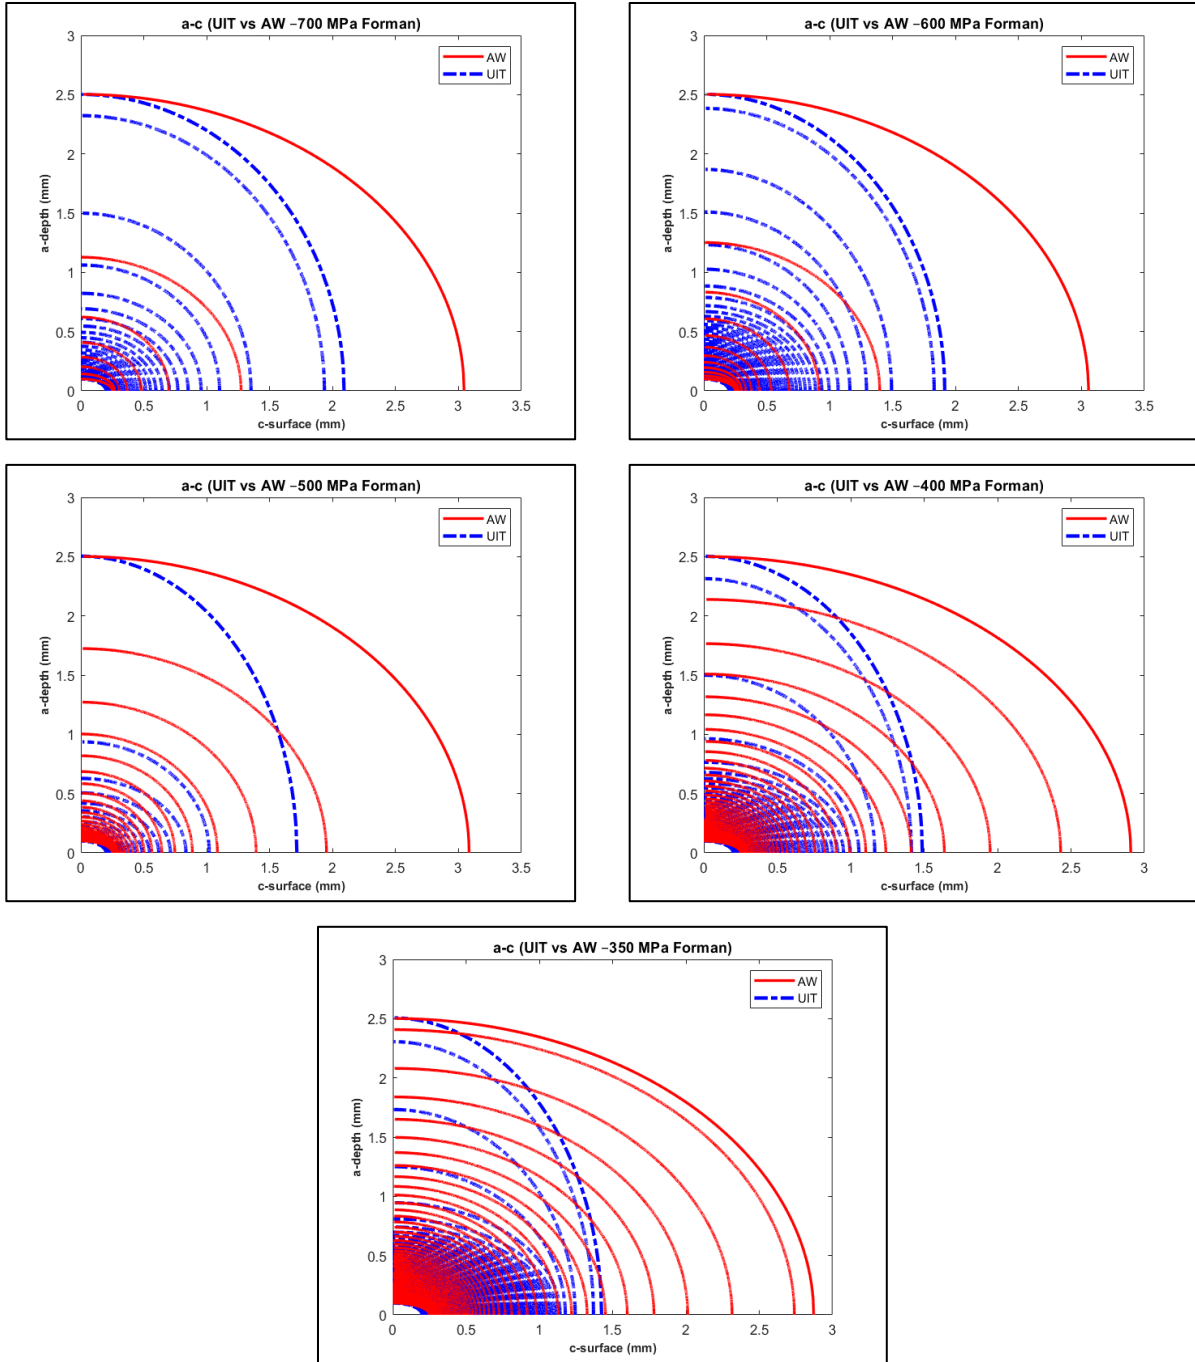 a-c (UIT vs AW −700 MPa Forman)
AW
UIT
3
2.5
2
1.5
1
0.5
0
a-depth (mm)
0 0.5 1 1.5 2 2.5 3 3.5
c-surface (mm)
a-c (UIT vs AW −600 MPa Forman)
AW
UIT
3
2.5
2
1.5
1
0.5
0
a-depth (mm)
0 0.5 1 1.5 2 2.5 3 3.5
c-surface (mm)
a-c (UIT vs AW −500 MPa Forman)
AW
UIT
3
2.5
2
1.5
1
0.5
0
a-depth (mm)
0 0.5 1 1.5 2 2.5 3 3.5
c-surface (mm)
a-c (UIT vs AW −400 MPa Forman)
AW
UIT
3
2.5
2
1.5
1
0.5
0
a-depth (mm)
0 0.5 1 1.5 2 2.5 3
c-surface (mm)
a-c (UIT vs AW −350 MPa Forman)
AW
UIT
3
2.5
2
1.5
1
0.5
0
a-depth (mm)
0 0.5 1 1.5 2 2.5 3
c-surface (mm)